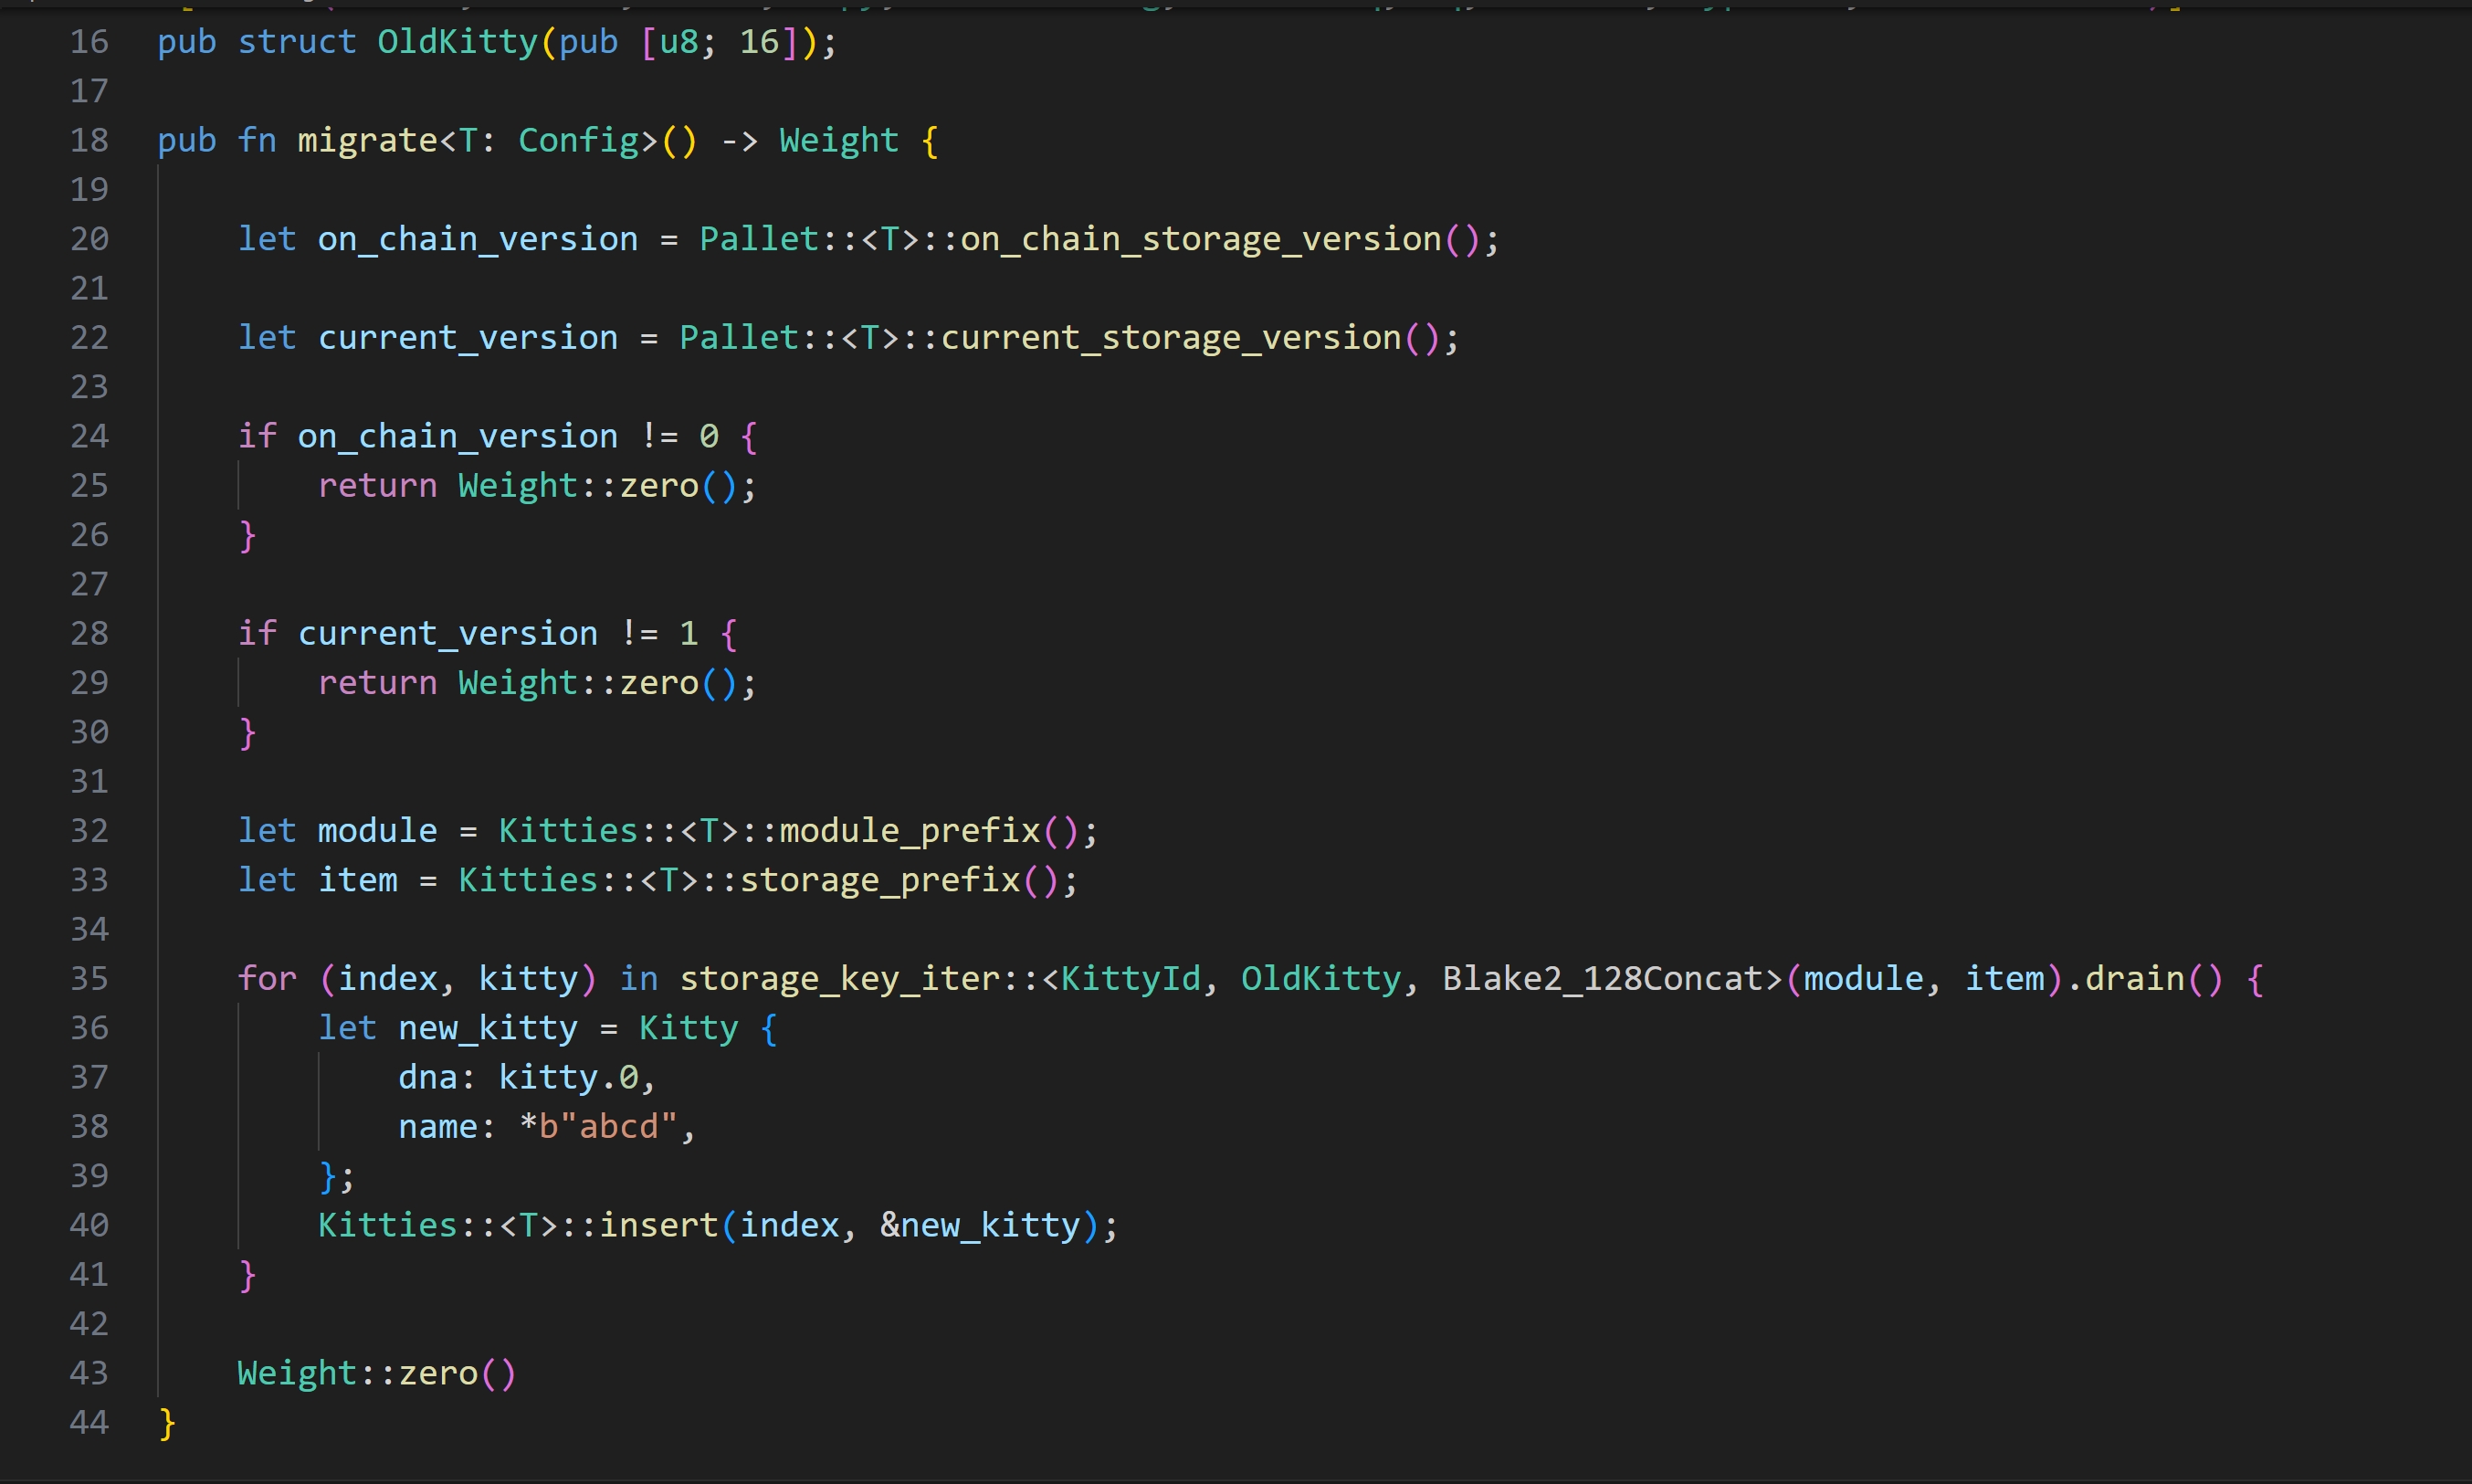 16 pub struct OldKitty(pub [u8; 16]);
17
18 pub fn migrate<T: Config>() -> Weight {
19
20     let on_chain_version = Pallet::<T>::on_chain_storage_version();
21
22     let current_version = Pallet::<T>::current_storage_version();
23
24     if on_chain_version != 0 {
25         return Weight::zero();
26     }
27
28     if current_version != 1 {
29         return Weight::zero();
30     }
31
32     let module = Kitties::<T>::module_prefix();
33     let item = Kitties::<T>::storage_prefix();
34
35     for (index, kitty) in storage_key_iter::<KittyId, OldKitty, Blake2_128Concat>(module, item).drain() {
36         let new_kitty = Kitty {
37             dna: kitty.0,
38             name: *b"abcd",
39         };
40         Kitties::<T>::insert(index, &new_kitty);
41     }
42
43     Weight::zero()
44 }